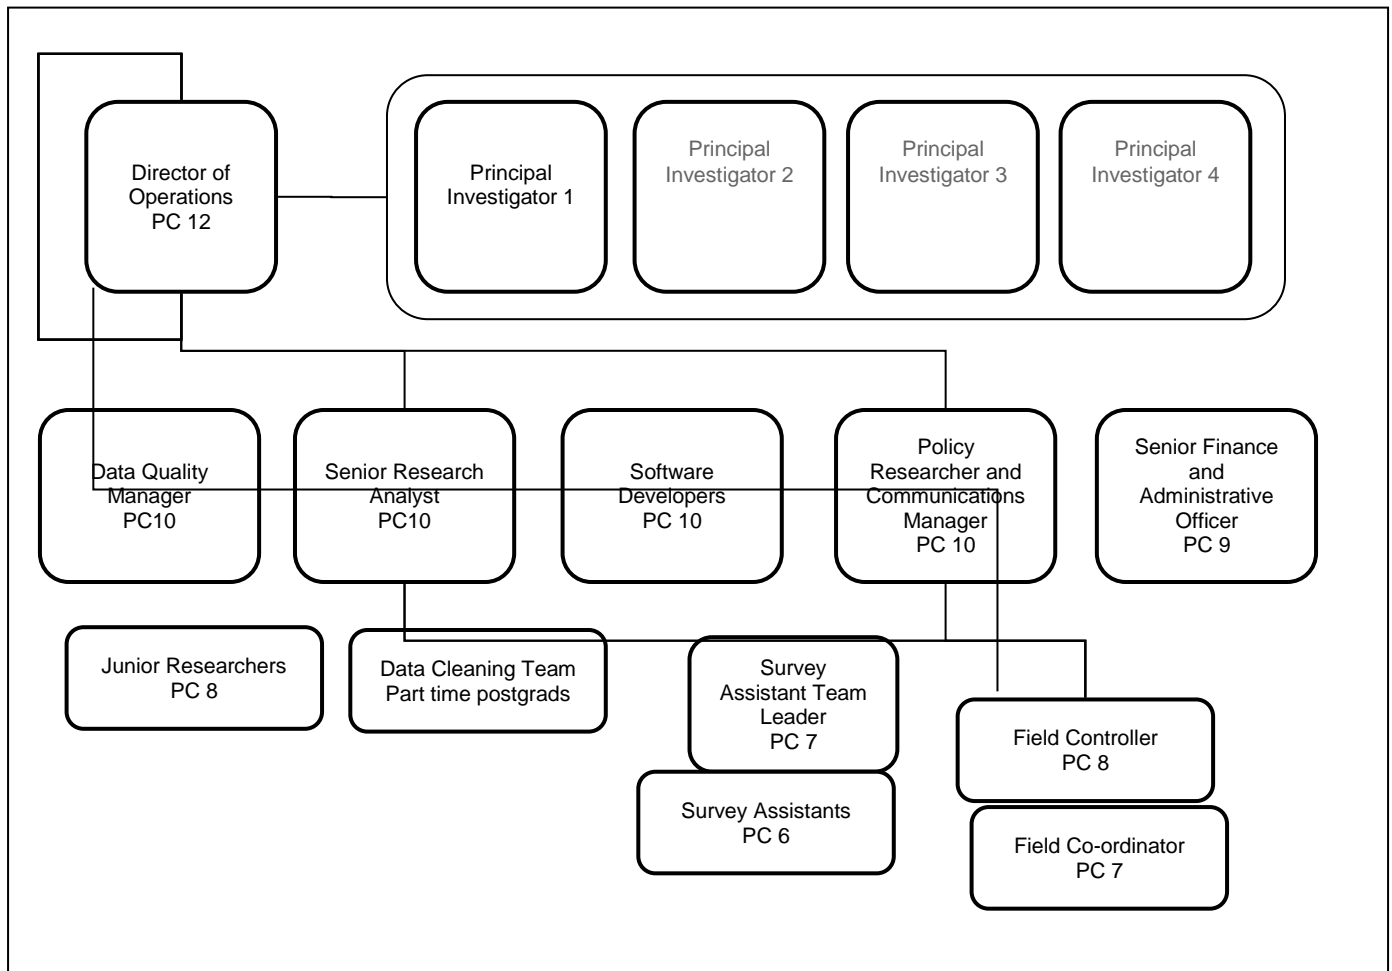 Director of
Operations
PC 12
Principal
Investigator 1
Principal
Investigator 2
Principal
Investigator 3
Principal
Investigator 4
Data Quality
Manager
PC10
Senior Research
Analyst
PC10
Software
Developers
PC 10
Policy
Researcher and
Communications
Manager
PC 10
Senior Finance
and
Administrative
Officer
PC 9
Junior Researchers
PC 8
Data Cleaning Team
Part time postgrads
Survey
Assistant Team
Leader
PC 7
Field Controller
PC 8
Survey Assistants
PC 6
Field Co-ordinator
PC 7